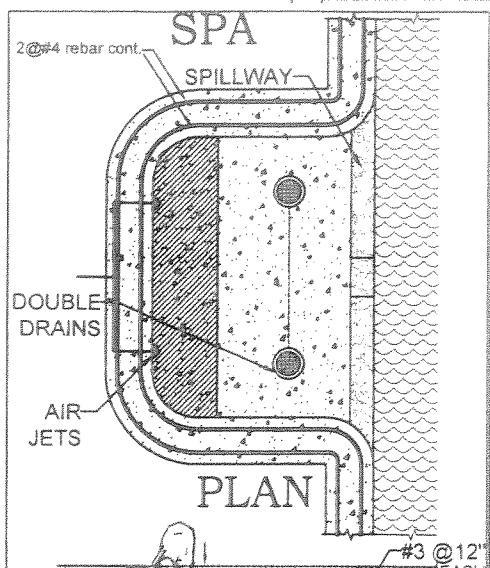 SPA
2@#4 rebar cont.
SPILLWAY
DOUBLE
DRAINS
AIR
JETS
PLAN
#3 @12"